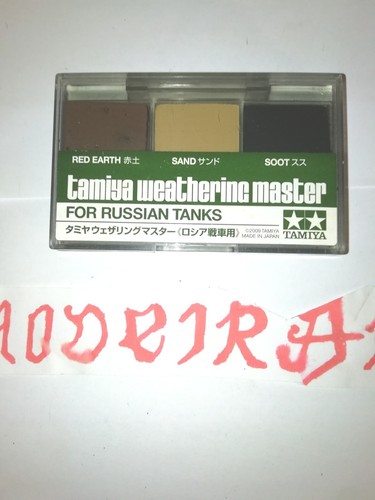 RED EARTH 赤土 SAND サンド SOOT スス
tamiya weathering master
FOR RUSSIAN TANKS
タミヤウェザリングマスター《ロシア戦車用》 ©2009 TAMIYA
MADE IN JAPAN TAMIYA